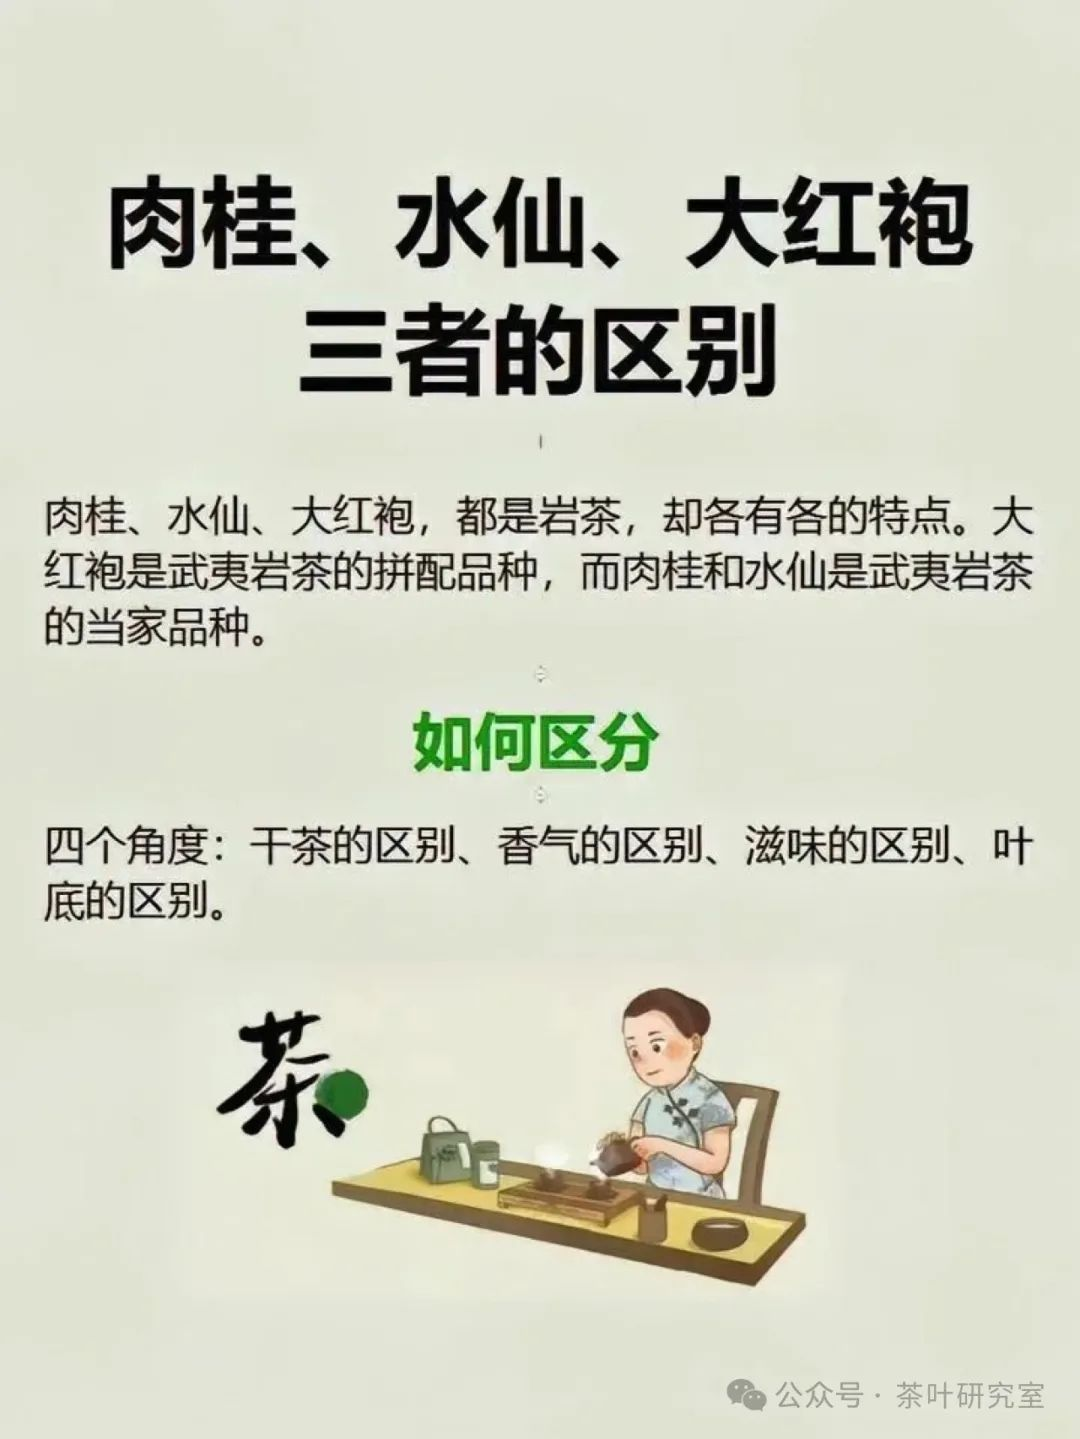 肉桂、水仙、大红袍
三者的区别
肉桂、水仙、大红袍，都是岩茶，却各有各的特点。大
红袍是武夷岩茶的拼配品种，而肉桂和水仙是武夷岩茶
的当家品种。
如何区分
四个角度：干茶的区别、香气的区别、滋味的区别、叶
底的区别。
茶
公众号·茶叶研究室